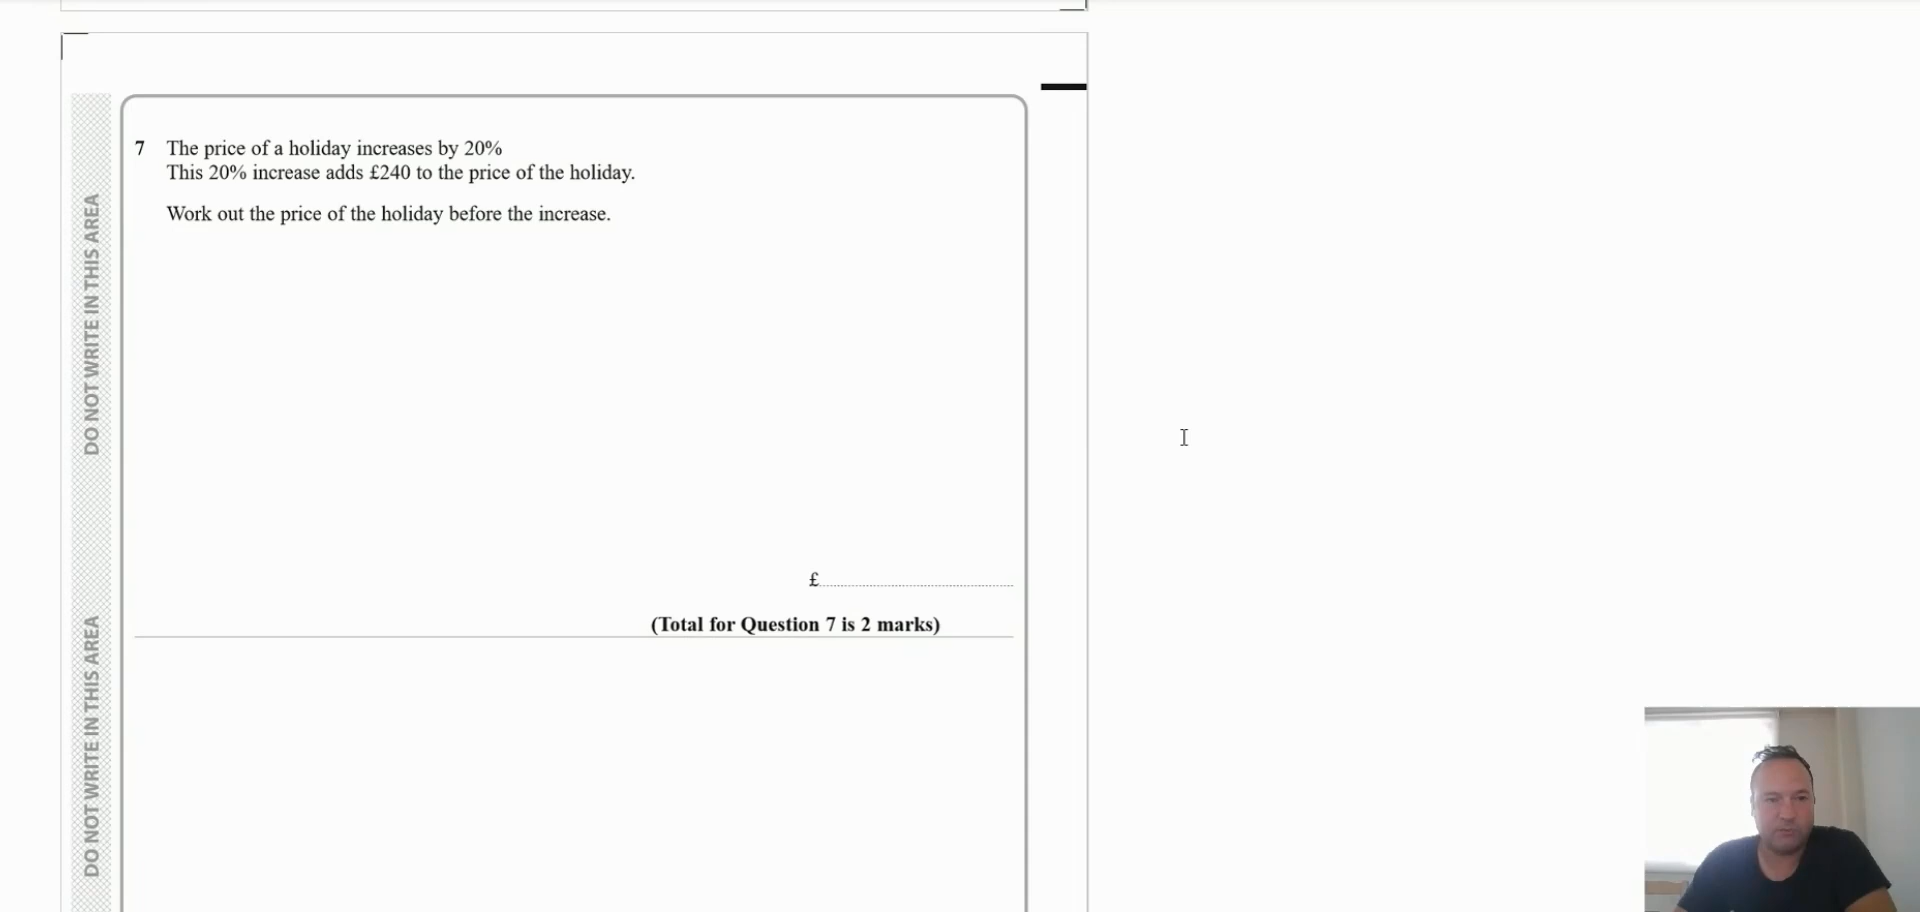 7 The price of a holiday increases by 20%
This 20% increase adds £240 to the price of the holiday.
Work out the price of the holiday before the increase.
£
(Total for Question 7 is 2 marks)
DO NOT WRITE IN THIS AREA
DO NOT WRITE IN THIS AREA